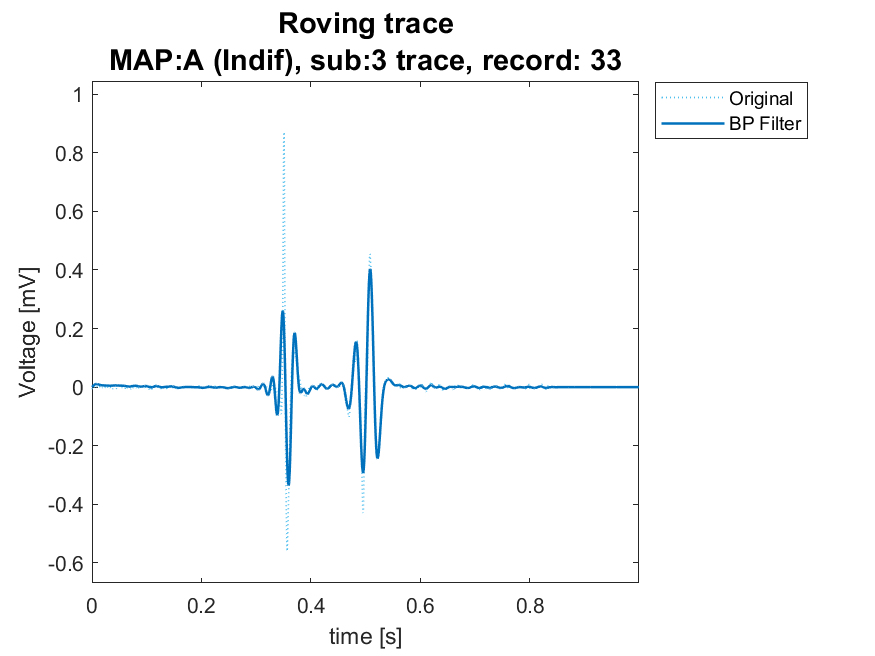 Roving trace
MAP:A (Indif), sub:3 trace, record: 33
Original
BP Filter
1
0.8
0.6
0.4
0.2
0
-0.2
-0.4
-0.6
Voltage [mV]
0 0.2 0.4 0.6 0.8
time [s]